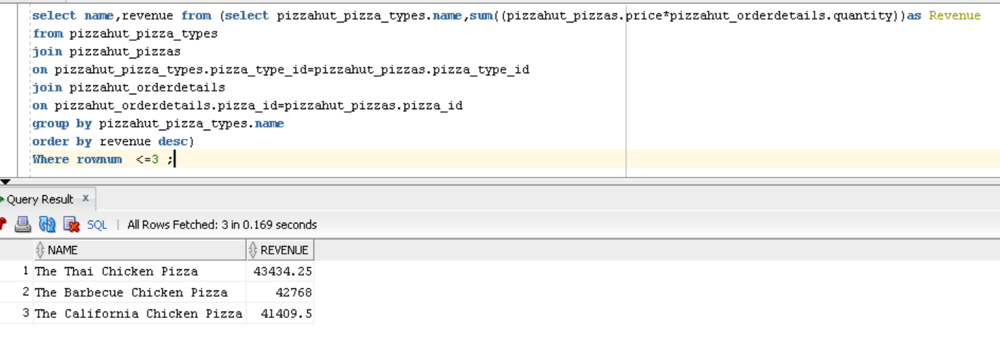 select name,revenue from (select pizzahut_pizza_types.name,sum((pizzahut_pizzas.price*pizzahut_orderdetails.quantity))as Revenue
from pizzahut_pizza_types
join pizzahut_pizzas
on pizzahut_pizza_types.pizza_type_id=pizzahut_pizzas.pizza_type_id
join pizzahut_orderdetails
on pizzahut_orderdetails.pizza_id=pizzahut_pizzas.pizza_id
group by pizzahut_pizza_types.name
order by revenue desc)
Where rownum  <=3 ;
Query Result x
SQL | All Rows Fetched: 3 in 0.169 seconds
NAME REVENUE
1 The Thai Chicken Pizza 43434.25
2 The Barbecue Chicken Pizza 42768
3 The California Chicken Pizza 41409.5